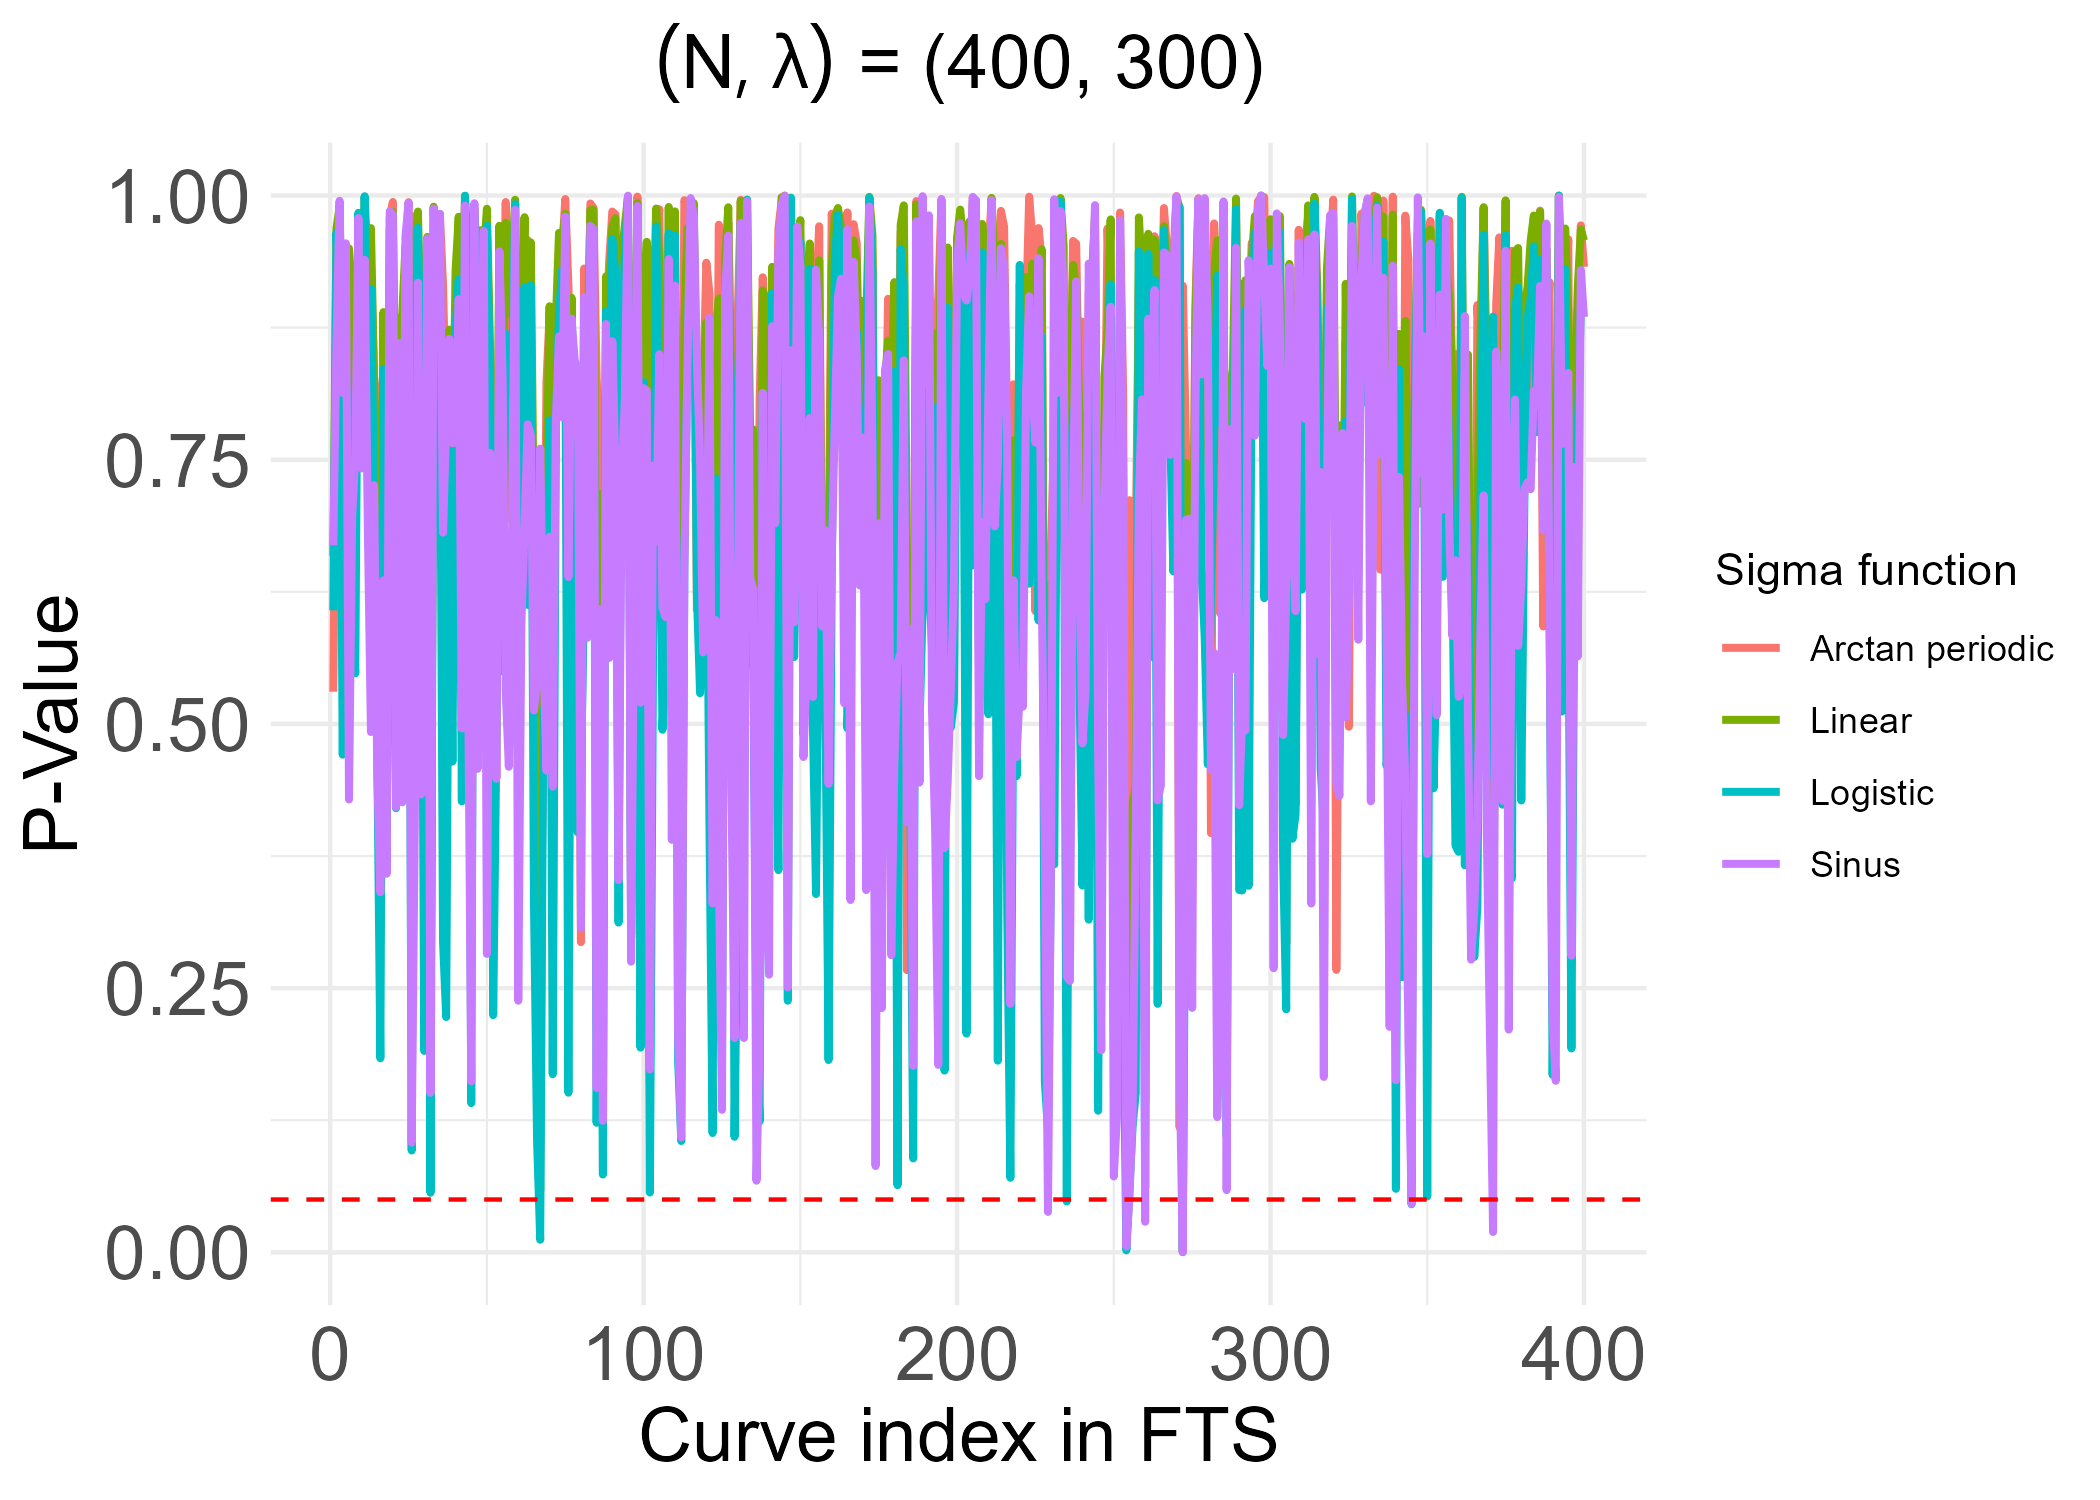 (N, λ) = (400, 300)
1.00
0.75
0.50
0.25
0.00
P-Value
0 100 200 300 400
Curve index in FTS
Sigma function
Arctan periodic
Linear
Logistic
Sinus